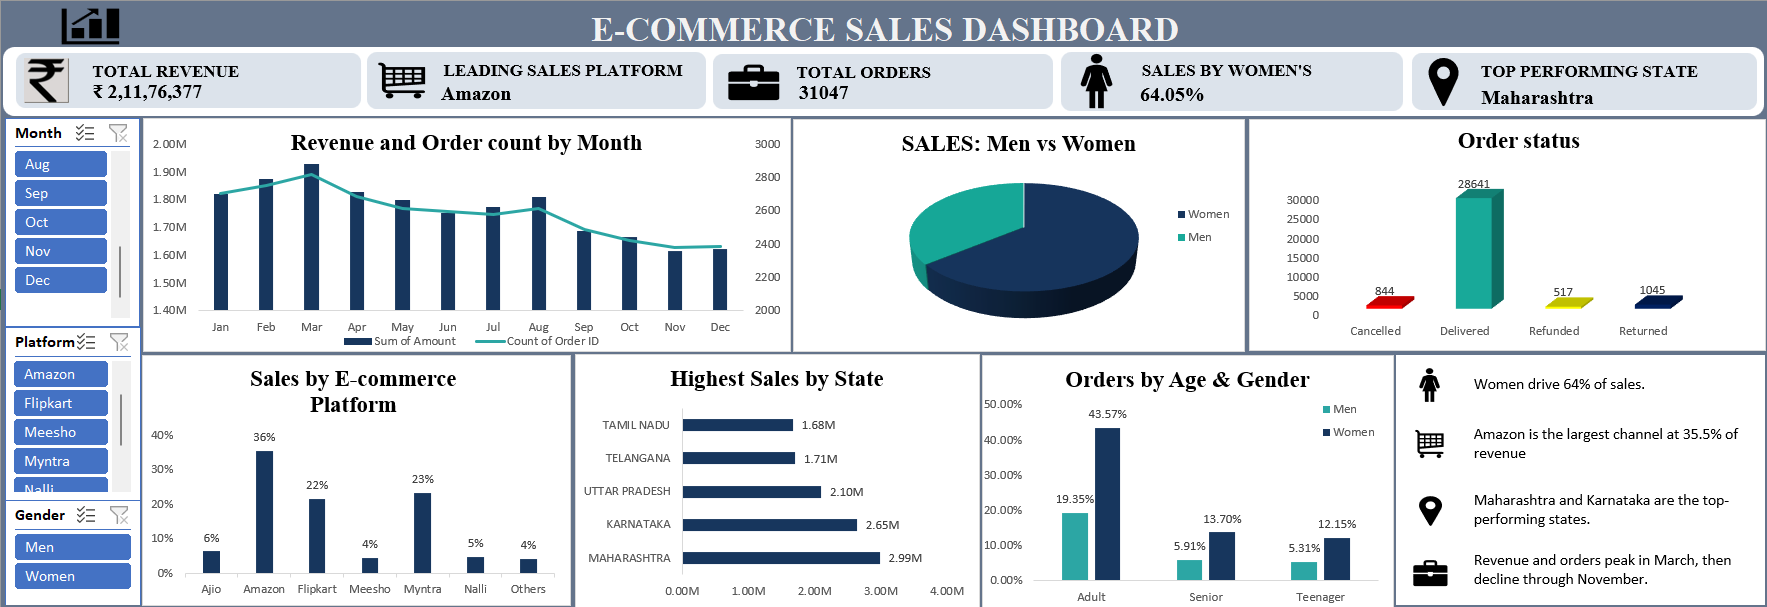 E-COMMERCE SALES DASHBOARD
TOTAL REVENUE
₹ 2,11,76,377
LEADING SALES PLATFORM
Amazon
TOTAL ORDERS
31047
SALES BY WOMEN'S
64.05%
TOP PERFORMING STATE
Maharashtra
Month
Aug
Sep
Oct
Nov
Dec
Platform
Amazon
Flipkart
Meesho
Myntra
Nalli
Gender
Men
Women
Revenue and Order count by Month
2.00M
1.90M
1.80M
1.70M
1.60M
1.50M
1.40M
3000
2800
2600
2400
2200
2000
Jan Feb Mar Apr May Jun Jul Aug Sep Oct Nov Dec
Sum of Amount Count of Order ID
SALES: Men vs Women
Women
Men
Order status
30000
25000
20000
15000
10000
5000
0
844 28641 517 1045
Cancelled Delivered Refunded Returned
Sales by E-commerce
Platform
40%
30%
20%
10%
0%
6% 36% 22% 4% 23% 5% 4%
Ajio Amazon Flipkart Meesho Myntra Nalli Others
Highest Sales by State
TAMIL NADU 1.68M
TELANGANA 1.71M
UTTAR PRADESH 2.10M
KARNATAKA 2.65M
MAHARASHTRA 2.99M
0.00M 1.00M 2.00M 3.00M 4.00M
Orders by Age & Gender
50.00%
40.00%
30.00%
20.00%
10.00%
0.00%
Men
Women
19.35% 43.57% 5.91% 13.70% 5.31% 12.15%
Adult Senior Teenager
Women drive 64% of sales.
Amazon is the largest channel at 35.5% of
revenue
Maharashtra and Karnataka are the top-
performing states.
Revenue and orders peak in March, then
decline through November.